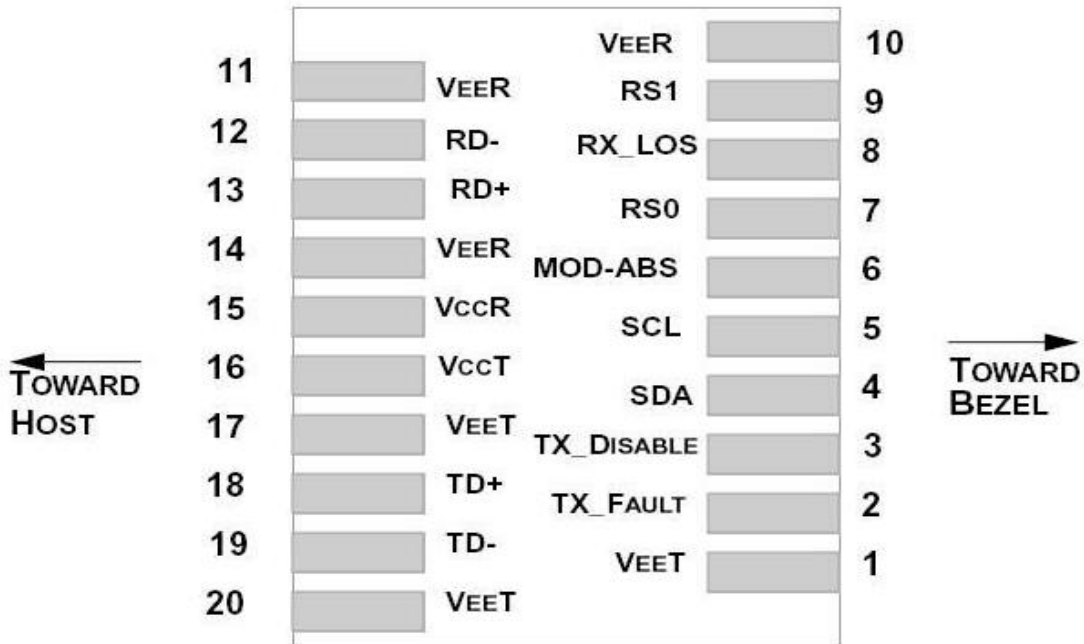 VEER 10
11 VEER
RS1 9
12 RD-
RX_LOS 8
13 RD+
RS0 7
14 VEER
MOD-ABS 6
15 VCCR
SCL 5
16 VCCT
SDA 4
17 VEET
TX_DISABLE 3
18 TD+
TX_FAULT 2
19 TD-
VEET 1
20 VEET
TOWARD
HOST
TOWARD
BEZEL